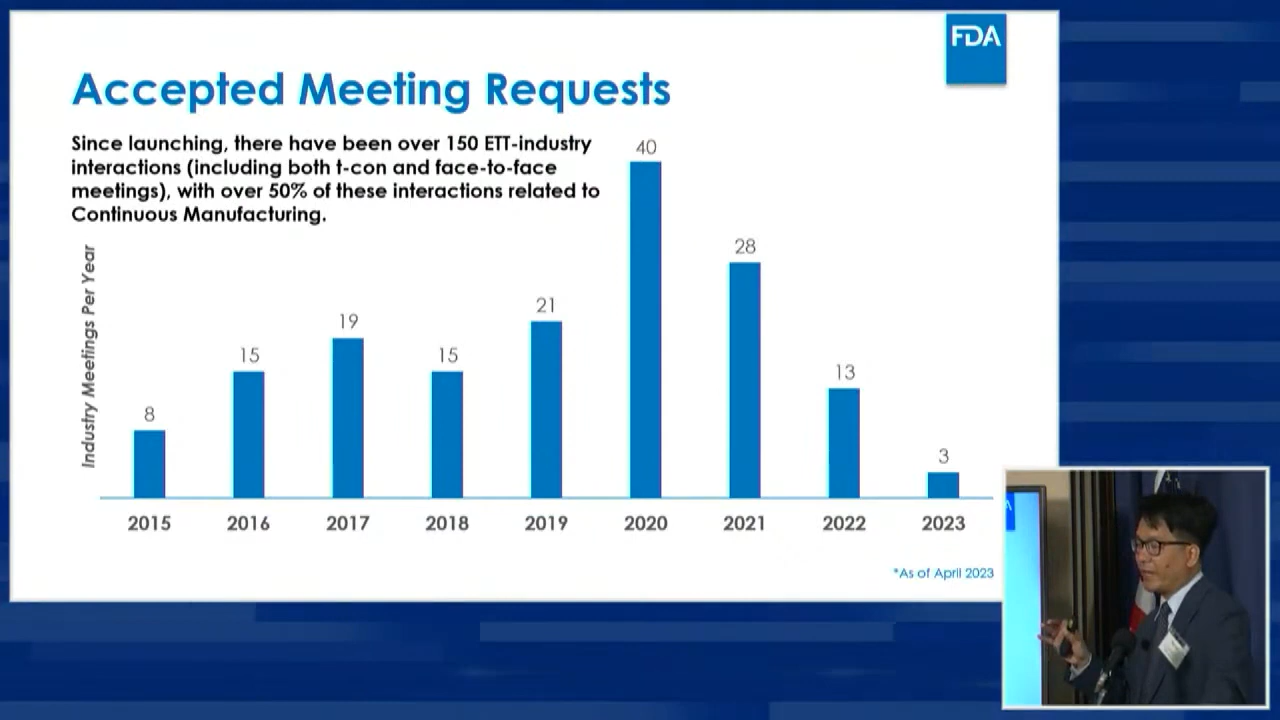 FDA
Accepted Meeting Requests
Since launching, there have been over 150 ETT-industry
interactions (including both t-con and face-to-face
meetings), with over 50% of these interactions related to
Continuous Manufacturing.
Industry Meetings Per Year
8
15
19
15
21
40
28
13
3
2015
2016
2017
2018
2019
2020
2021
2022
2023
*As of April 2023